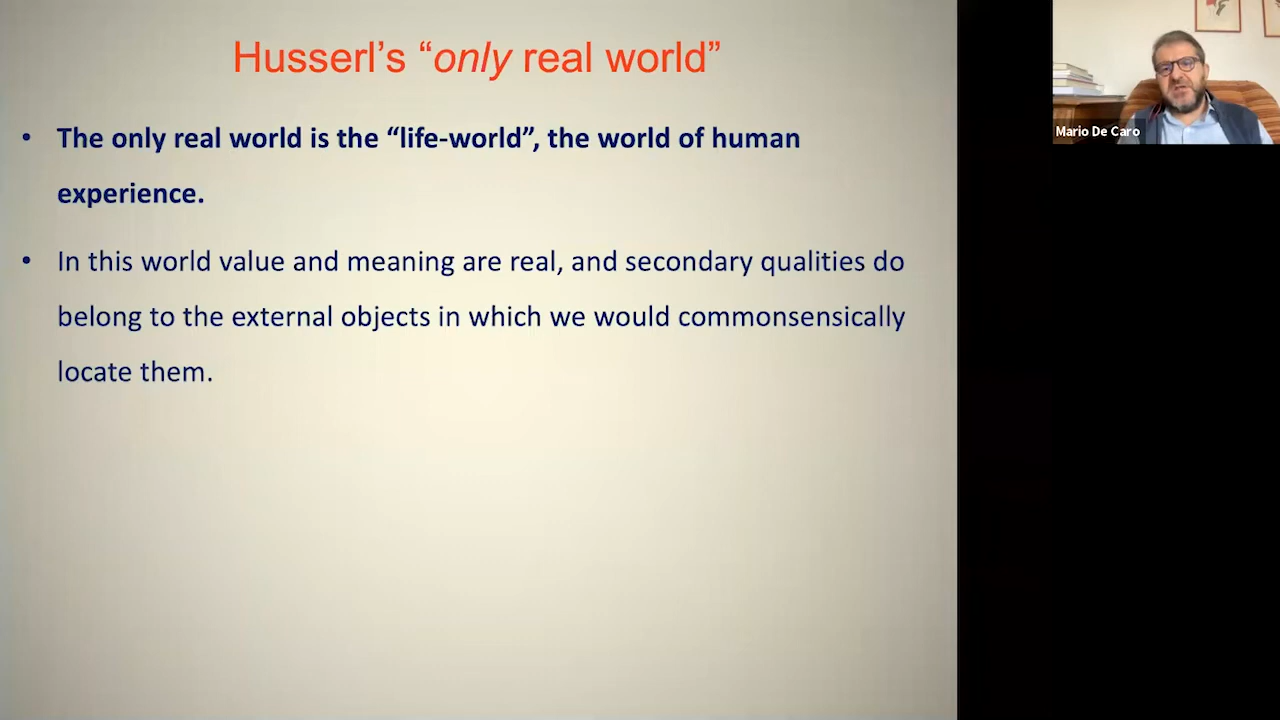 Husserl's “only real world”
• The only real world is the “life-world”, the world of human
experience.
• In this world value and meaning are real, and secondary qualities do
belong to the external objects in which we would commonsensically
locate them.
Mario De Caro